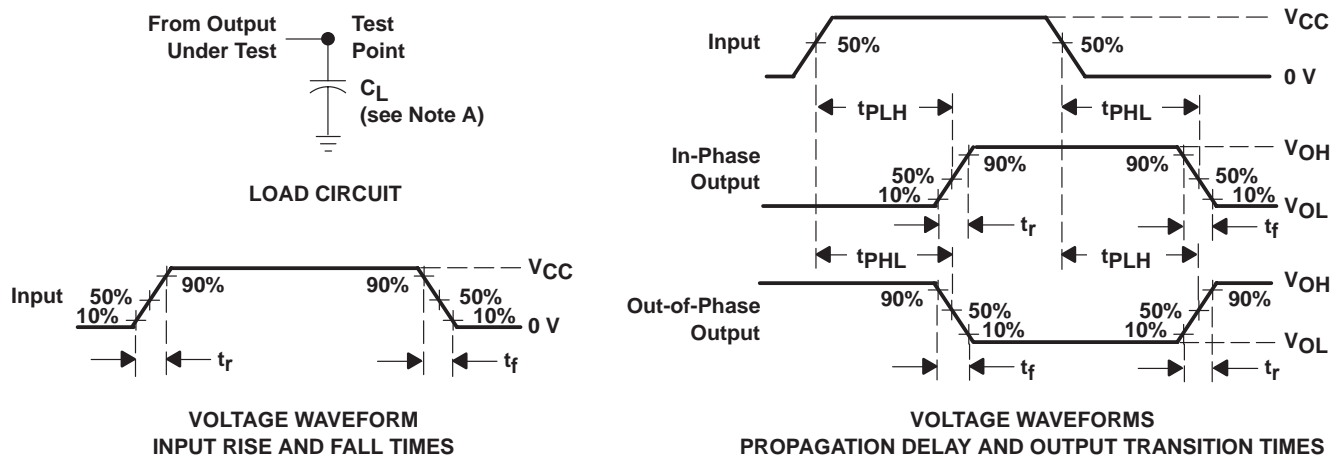 From Output
Under Test
Test
Point
CL
(see Note A)
LOAD CIRCUIT
Input
50%
10%
90%
90%
50%
10%
VCC
0 V
tr
tf
VOLTAGE WAVEFORM
INPUT RISE AND FALL TIMES
Input
50%
50%
VCC
0 V
tPLH
tPHL
In-Phase
Output
50%
10%
90%
90%
50%
10%
VOH
VOL
tr
tf
tPHL
tPLH
Out-of-Phase
Output
90%
50%
10%
50%
10%
90%
VOH
VOL
tf
tr
VOLTAGE WAVEFORMS
PROPAGATION DELAY AND OUTPUT TRANSITION TIMES